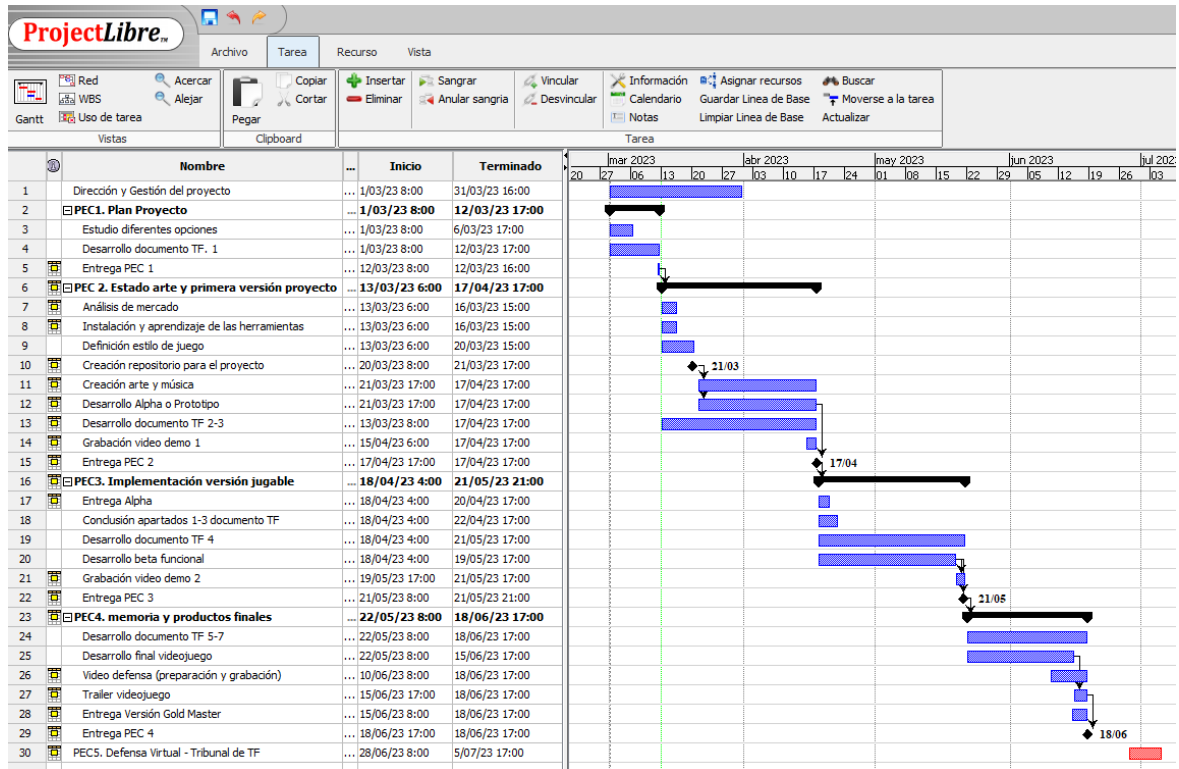 ProjectLibre™
Archivo Tarea Recurso Vista
Red Acercar Copiar Insertar Sangrar Vincular Información Asignar recursos Buscar
WBS Alejar Cortar Eliminar Anular sangria Desvincular Calendario Guardar Linea de Base Moverse a la tarea
Gantt Uso de tarea Pegar Notas Limpiar Linea de Base Actualizar
Vistas Clipboard Tarea
mar 2023 abr 2023 may 2023 jun 2023 jul 202
Nombre ... Inicio Terminado
20 27 06 13 20 27 03 10 17 24 01 08 15 22 29 05 12 19 26 03
1 Dirección y Gestión del proyecto ... 1/03/23 8:00 31/03/23 16:00
2 PEC1. Plan Proyecto ... 1/03/23 8:00 12/03/23 17:00
3 Estudio diferentes opciones ... 1/03/23 8:00 6/03/23 17:00
4 Desarrollo documento TF. 1 ... 1/03/23 8:00 12/03/23 17:00
5 Entrega PEC 1 ... 12/03/23 8:00 12/03/23 16:00
6 PEC 2. Estado arte y primera versión proyecto ... 13/03/23 6:00 17/04/23 17:00
7 Análisis de mercado ... 13/03/23 6:00 16/03/23 15:00
8 Instalación y aprendizaje de las herramientas ... 13/03/23 6:00 16/03/23 15:00
9 Definición estilo de juego ... 13/03/23 6:00 20/03/23 15:00
10 Creación repositorio para el proyecto ... 20/03/23 8:00 21/03/23 17:00 21/03
11 Creación arte y música ... 21/03/23 17:00 17/04/23 17:00
12 Desarrollo Alpha o Prototipo ... 21/03/23 17:00 17/04/23 17:00
13 Desarrollo documento TF 2-3 ... 13/03/23 8:00 17/04/23 17:00
14 Grabación video demo 1 ... 15/04/23 6:00 17/04/23 17:00
15 Entrega PEC 2 ... 17/04/23 17:00 17/04/23 17:00 17/04
16 PEC3. Implementación versión jugable ... 18/04/23 4:00 21/05/23 21:00
17 Entrega Alpha ... 18/04/23 4:00 20/04/23 17:00
18 Conclusión apartados 1-3 documento TF ... 18/04/23 4:00 22/04/23 17:00
19 Desarrollo documento TF 4 ... 18/04/23 4:00 21/05/23 17:00
20 Desarrollo beta funcional ... 18/04/23 4:00 19/05/23 17:00
21 Grabación video demo 2 ... 19/05/23 17:00 21/05/23 17:00
22 Entrega PEC 3 ... 21/05/23 8:00 21/05/23 21:00 21/05
23 PEC4. memoria y productos finales ... 22/05/23 8:00 18/06/23 17:00
24 Desarrollo documento TF 5-7 ... 22/05/23 8:00 18/06/23 17:00
25 Desarrollo final videojuego ... 22/05/23 8:00 15/06/23 17:00
26 Video defensa (preparación y grabación) ... 10/06/23 8:00 18/06/23 17:00
27 Trailer videojuego ... 15/06/23 17:00 18/06/23 17:00
28 Entrega Versión Gold Master ... 15/06/23 8:00 18/06/23 17:00
29 Entrega PEC 4 ... 18/06/23 17:00 18/06/23 17:00 18/06
30 PEC5. Defensa Virtual - Tribunal de TF ... 28/06/23 8:00 5/07/23 17:00